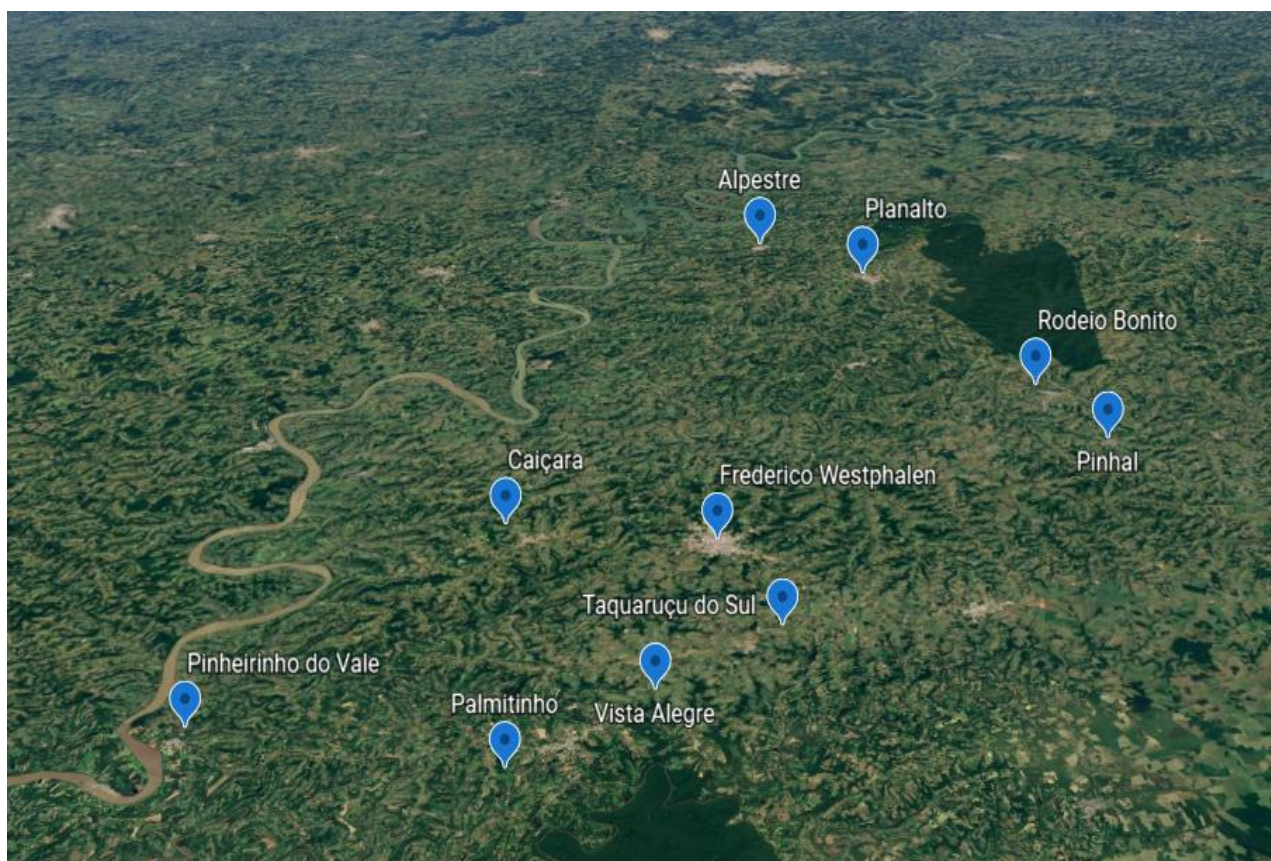 Alpestre
Planalto
Rodeio Bonito
Pinhal
Caiçara
Frederico Westphalen
Taquaruçu do Sul
Pinheirinho do Vale
Palmitinho
Vista Alegre